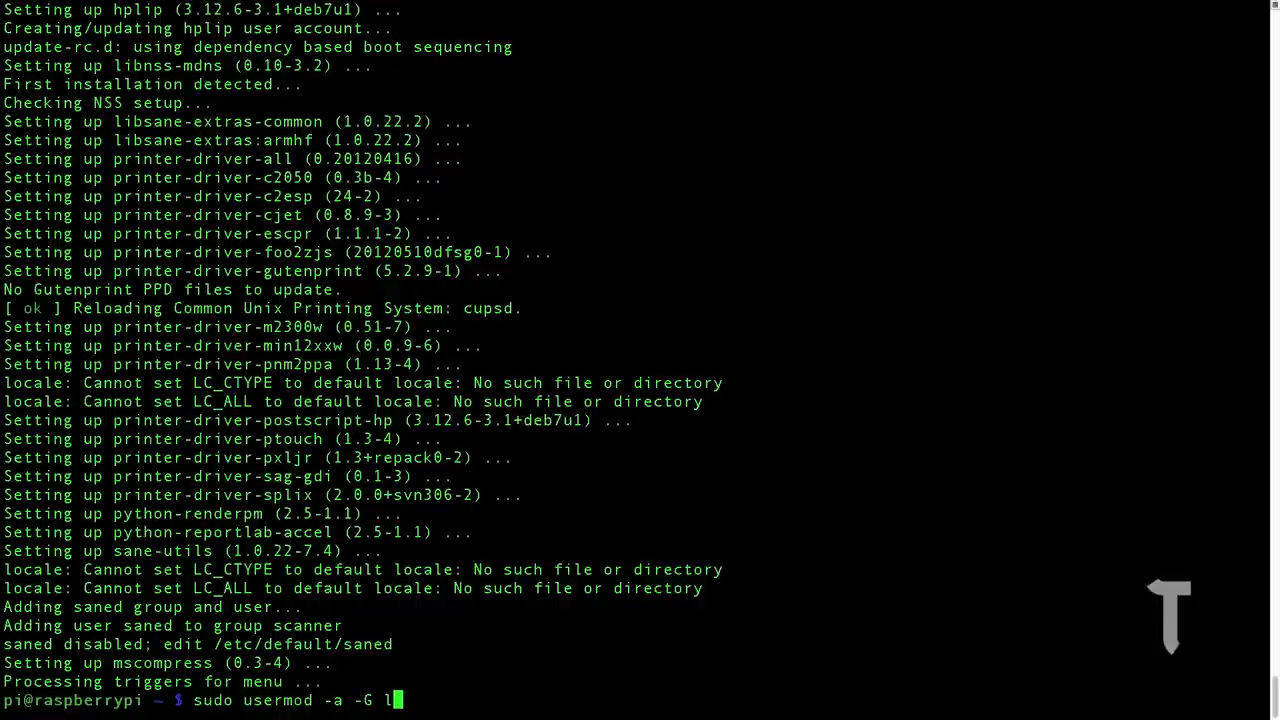 Setting up hplip (3.12.6-3.1+deb7u1) ...
Creating/updating hplip user account...
update-rc.d: using dependency based boot sequencing
Setting up libnss-mdns (0.10-3.2) ...
First installation detected...
Checking NSS setup...
Setting up libsane-extras-common (1.0.22.2) ...
Setting up libsane-extras:armhf (1.0.22.2) ...
Setting up printer-driver-all (0.20120416) ...
Setting up printer-driver-c2050 (0.3b-4) ...
Setting up printer-driver-c2esp (24-2) ...
Setting up printer-driver-cjet (0.8.9-3) ...
Setting up printer-driver-escpr (1.1.1-2) ...
Setting up printer-driver-foo2zjs (20120510dfsg0-1) ...
Setting up printer-driver-gutenprint (5.2.9-1) ...
No Gutenprint PPD files to update.
[ ok ] Reloading Common Unix Printing System: cupsd.
Setting up printer-driver-m2300w (0.51-7) ...
Setting up printer-driver-min12xxw (0.0.9-6) ...
Setting up printer-driver-pnm2ppa (1.13-4) ...
locale: Cannot set LC_CTYPE to default locale: No such file or directory
locale: Cannot set LC_ALL to default locale: No such file or directory
Setting up printer-driver-postscript-hp (3.12.6-3.1+deb7u1) ...
Setting up printer-driver-ptouch (1.3-4) ...
Setting up printer-driver-pxljr (1.3+repack0-2) ...
Setting up printer-driver-sag-gdi (0.1-3) ...
Setting up printer-driver-splix (2.0.0+svn306-2) ...
Setting up python-renderpm (2.5-1.1) ...
Setting up python-reportlab-accel (2.5-1.1) ...
Setting up sane-utils (1.0.22-7.4) ...
locale: Cannot set LC_CTYPE to default locale: No such file or directory
locale: Cannot set LC_ALL to default locale: No such file or directory
Adding saned group and user...
Adding user saned to group scanner
saned disabled; edit /etc/default/saned
Setting up mscompress (0.3-4) ...
Processing triggers for menu ...
pi@raspberrypi ~ $ sudo usermod -a -G l
T